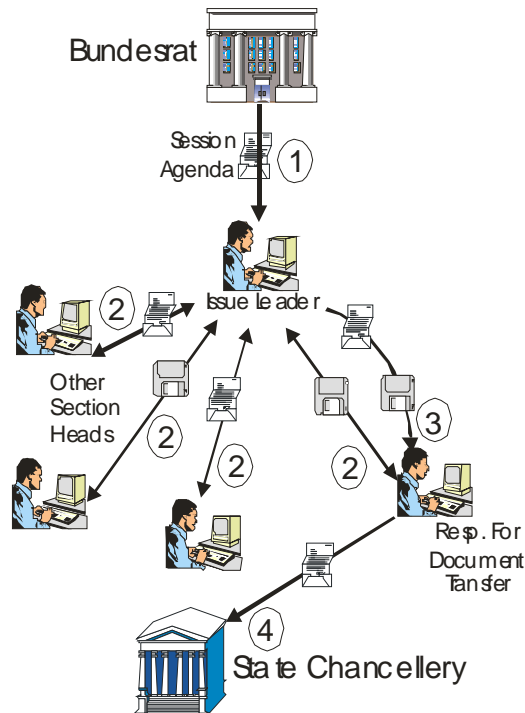 Bundesrat
Session
Agenda
1
Issue Leader
2
Other
Section
Heads
2
2
2
3
Resp. For
Document
Transfer
4
State Chancellery